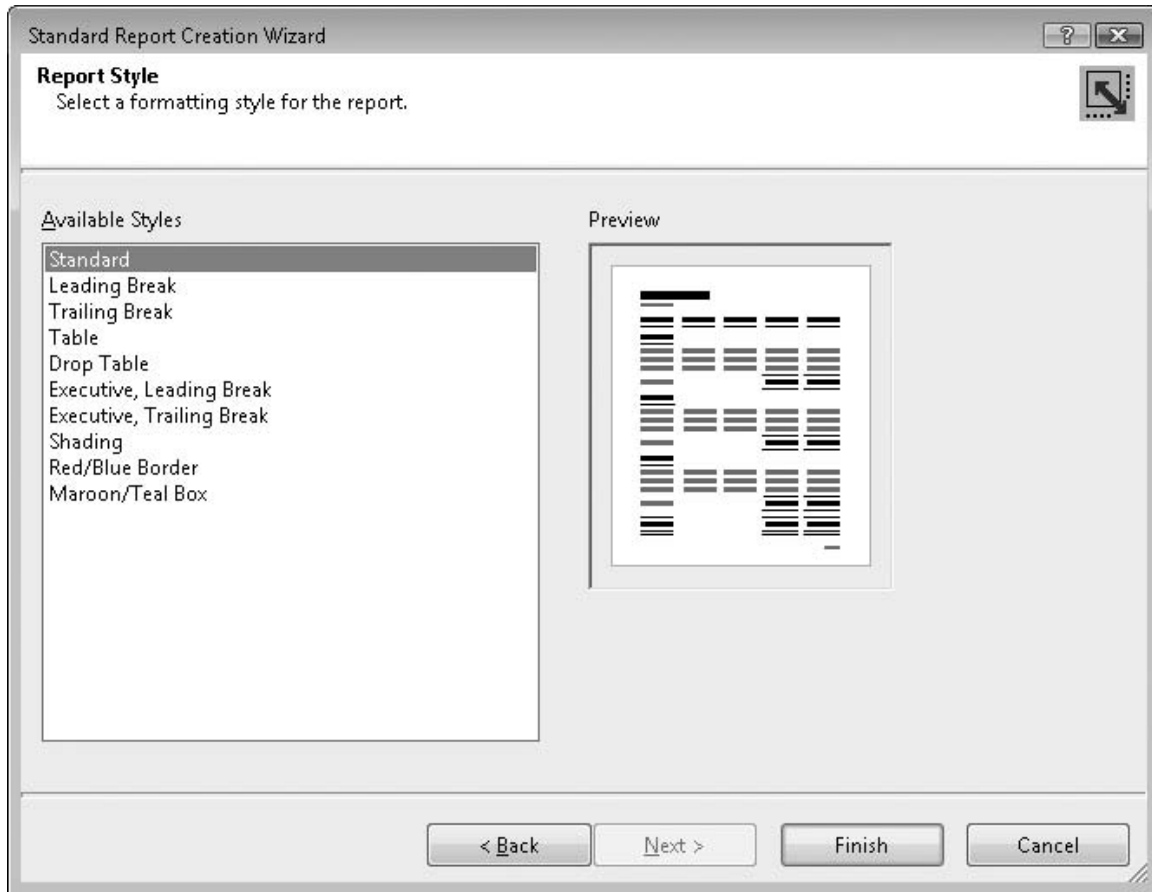 Standard Report Creation Wizard
Report Style
Select a formatting style for the report.
Available Styles
Preview
Standard
Leading Break
Trailing Break
Table
Drop Table
Executive, Leading Break
Executive, Trailing Break
Shading
Red/Blue Border
Maroon/Teal Box
< Back
Next >
Finish
Cancel